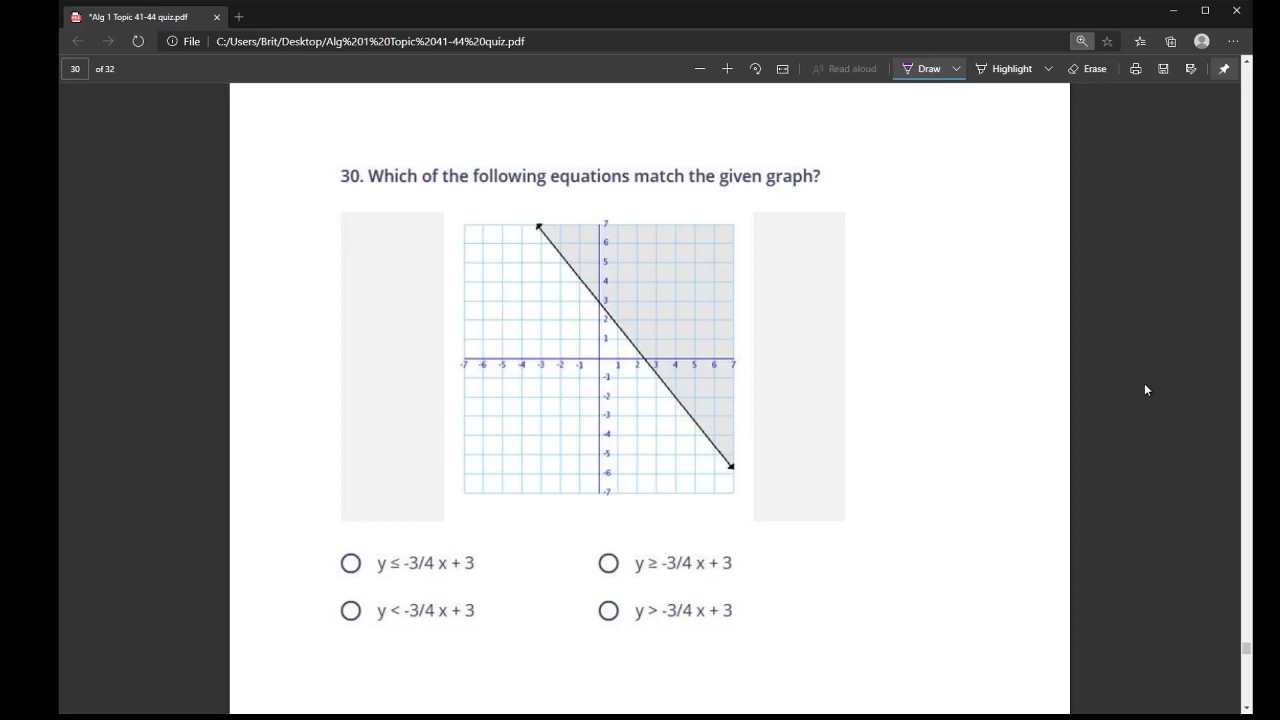 *Alg 1 Topic 41-44 quiz.pdf
File C:/Users/Brit/Desktop/Alg%201%20Topic%2041-44%20quiz.pdf
30 of 32 Read aloud Draw Highlight Erase
30. Which of the following equations match the given graph?
7
6
5
4
3
2
1
-7 -6 -5 -4 -3 -2 -1 1 2 3 4 5 6 7
-1
-2
-3
-4
-5
-6
-7
y ≤ -3/4 x + 3 y ≥ -3/4 x + 3
y < -3/4 x + 3 y > -3/4 x + 3